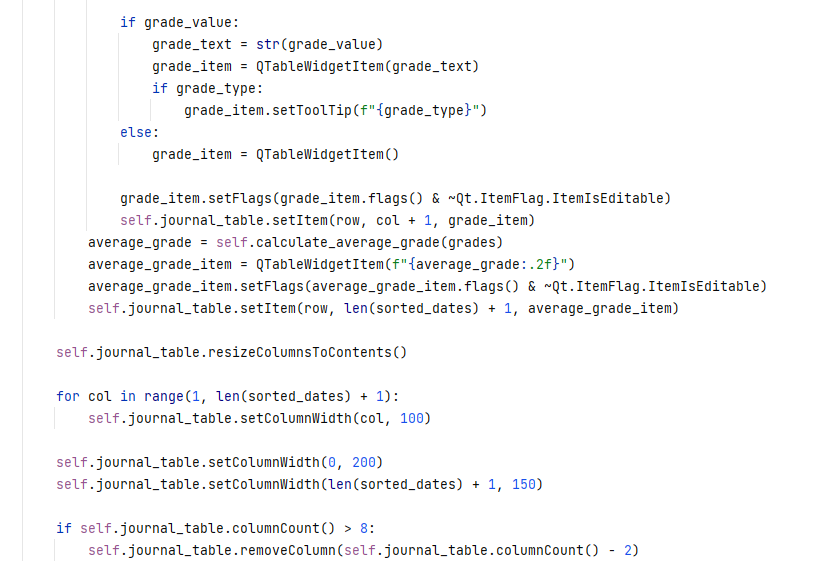 if grade_value:
grade_text = str(grade_value)
grade_item = QTableWidgetItem(grade_text)
if grade_type:
grade_item.setToolTip(f"{grade_type}")
else:
grade_item = QTableWidgetItem()
grade_item.setFlags(grade_item.flags() & ~Qt.ItemFlag.ItemIsEditable)
self.journal_table.setItem(row, col + 1, grade_item)
average_grade = self.calculate_average_grade(grades)
average_grade_item = QTableWidgetItem(f"{average_grade:.2f}")
average_grade_item.setFlags(average_grade_item.flags() & ~Qt.ItemFlag.ItemIsEditable)
self.journal_table.setItem(row, len(sorted_dates) + 1, average_grade_item)
self.journal_table.resizeColumnsToContents()
for col in range(1, len(sorted_dates) + 1):
self.journal_table.setColumnWidth(col, 100)
self.journal_table.setColumnWidth(0, 200)
self.journal_table.setColumnWidth(len(sorted_dates) + 1, 150)
if self.journal_table.columnCount() > 8:
self.journal_table.removeColumn(self.journal_table.columnCount() - 2)